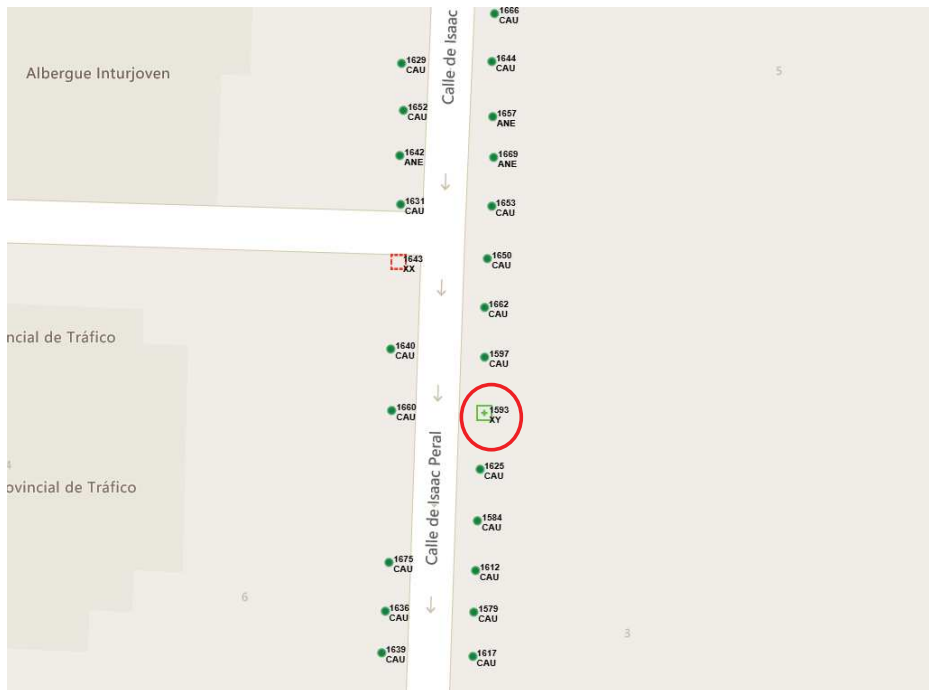 1666
CAU
Calle de Isaac
Albergue Inturjoven
1629
CAU
1644
CAU
5
1652
CAU
1657
ANE
1642
ANE
1669
ANE
1631
CAU
1653
CAU
1643
XX
1650
CAU
1662
CAU
ncial de Tráfico
1640
CAU
1597
CAU
1660
CAU
1593
XY
Calle de Isaac Peral
4
1625
CAU
ovincial de Tráfico
1584
CAU
1675
CAU
1612
CAU
6
1636
CAU
1579
CAU
3
1639
CAU
1617
CAU